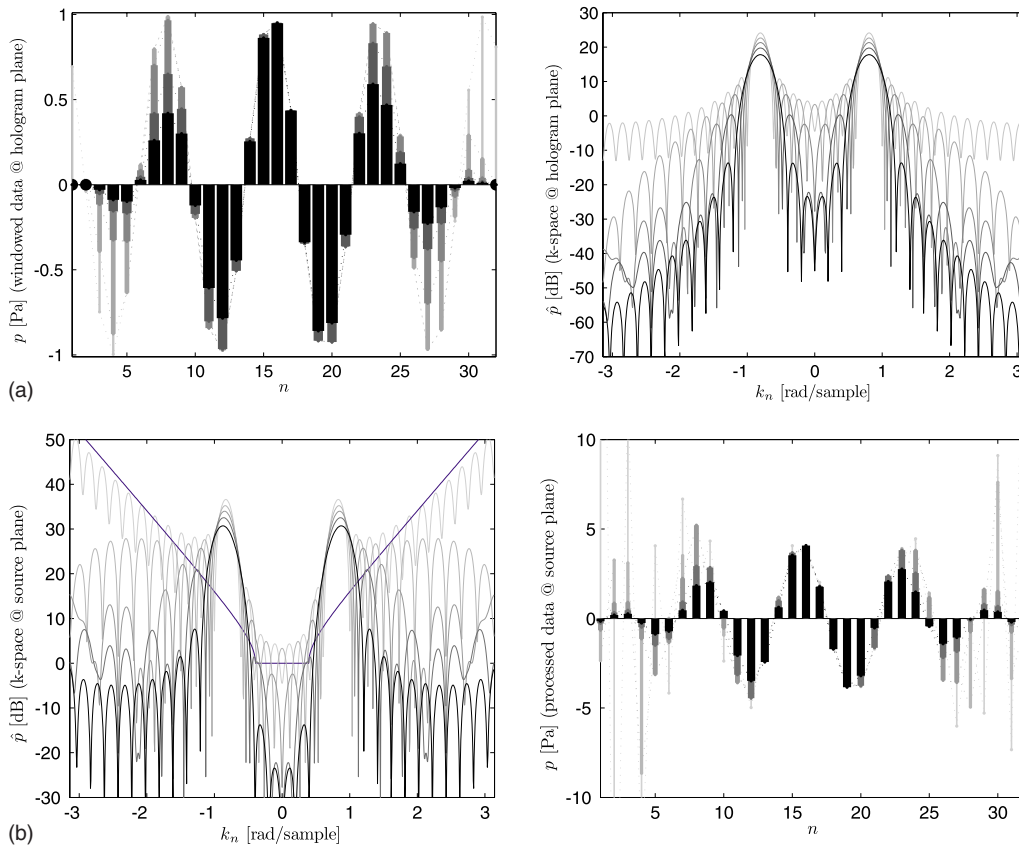 1
0.5
0
-0.5
1
5 10 15 20 25 30
n
p [Pa] (windowed data @ hologram plane)
(a)
30
20
10
0
-10
-20
-30
-40
-50
-60
-70
-3 -2 -1 0 1 2 3
k_n [rad/sample]
p̂ [dB] (k-space @ hologram plane)
50
40
30
20
10
0
-10
-20
-30
-3 -2 -1 0 1 2 3
k_n [rad/sample]
p̂ [dB] (k-space @ source plane)
(b)
10
5
0
-5
-10
5 10 15 20 25 30
n
p [Pa] (processed data @ source plane)